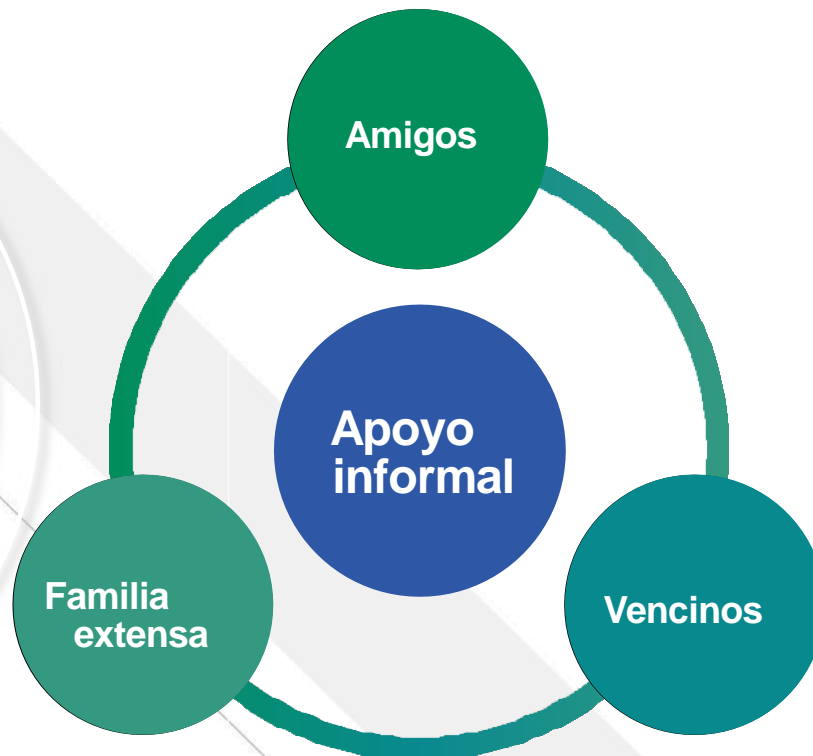 Amigos
Apoyo
informal
Familia
extensa
Vencinos